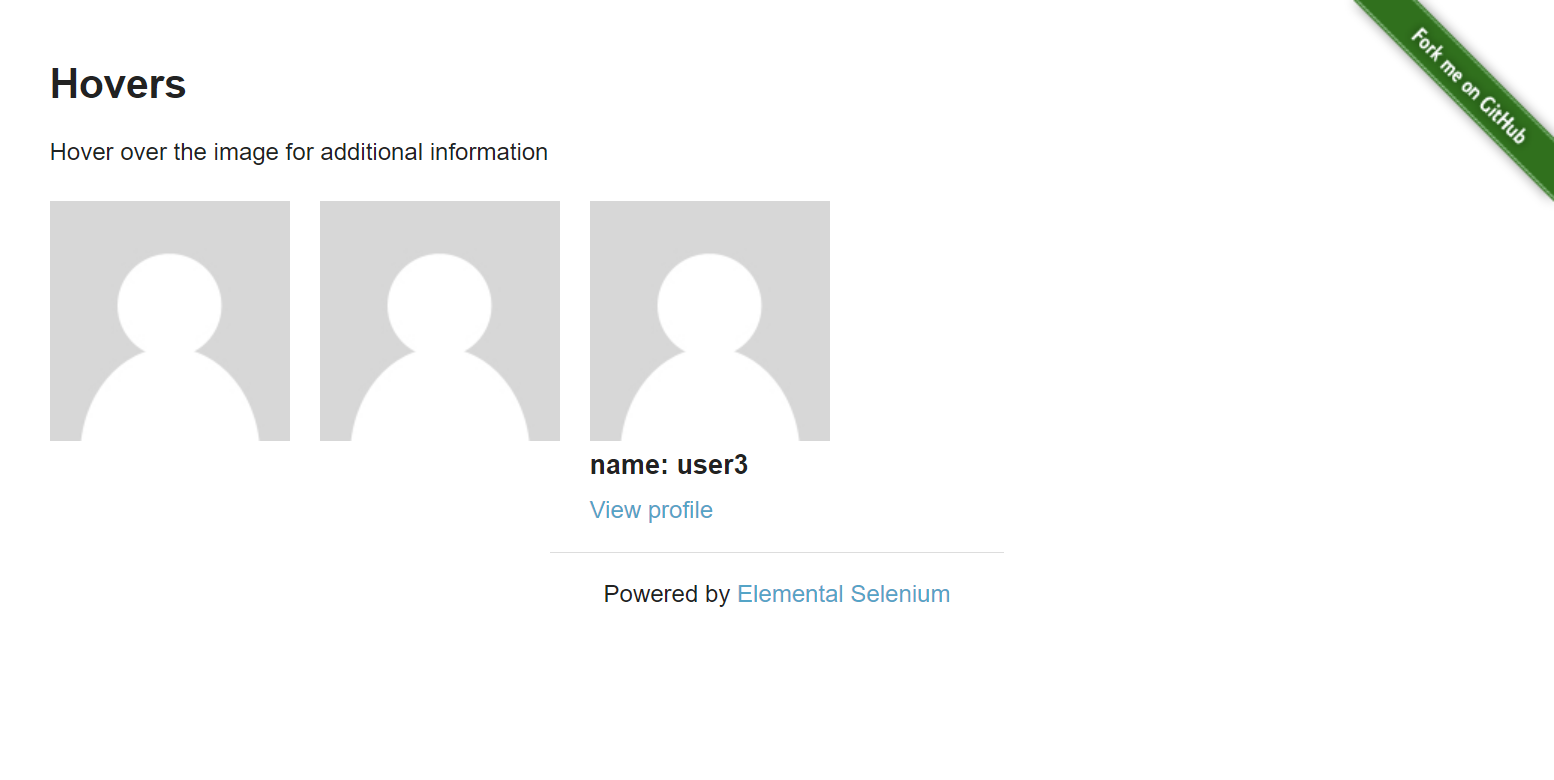 Fork me on GitHub
Hovers
Hover over the image for additional information
name: user3
View profile
Powered by Elemental Selenium